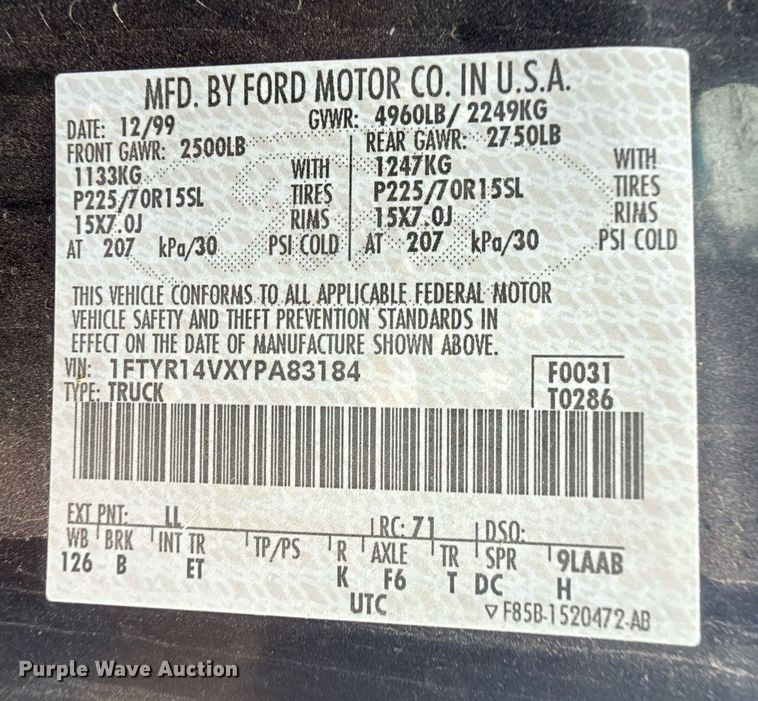 MFD. BY FORD MOTOR CO. IN U.S.A.
DATE: 12/99 GVWR: 4960LB/ 2249KG
FRONT GAWR: 2500LB REAR GAWR: 2750LB
1133KG WITH 1247KG WITH
P225/70R15SL TIRES P225/70R15SL TIRES
15X7.0J RIMS 15X7.0J RIMS
AT 207 kPa/30 PSI COLD AT 207 kPa/30 PSI COLD
THIS VEHICLE CONFORMS TO ALL APPLICABLE FEDERAL MOTOR
VEHICLE SAFETY AND THEFT PREVENTION STANDARDS IN
EFFECT ON THE DATE OF MANUFACTURE SHOWN ABOVE.
VIN: 1FTYR14VXYPA83184 F0031
TYPE: TRUCK T0286
EXT PNT: LL RC: 71 DSO:
WB BRK INT TR TP/PS R AXLE TR SPR 9LAAB
126 B ET K F6 T DC H
UTC ▽F85B-1520472-AB
Purple Wave Auction